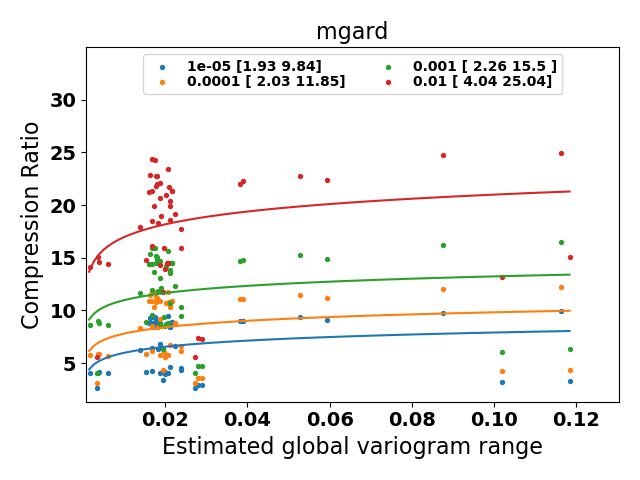 mgard
1e-05 [1.93 9.84]
0.0001 [ 2.03 11.85]
0.001 [ 2.26 15.5 ]
0.01 [ 4.04 25.04]
Compression Ratio
30
25
20
15
10
5
0.02 0.04 0.06 0.08 0.10 0.12
Estimated global variogram range